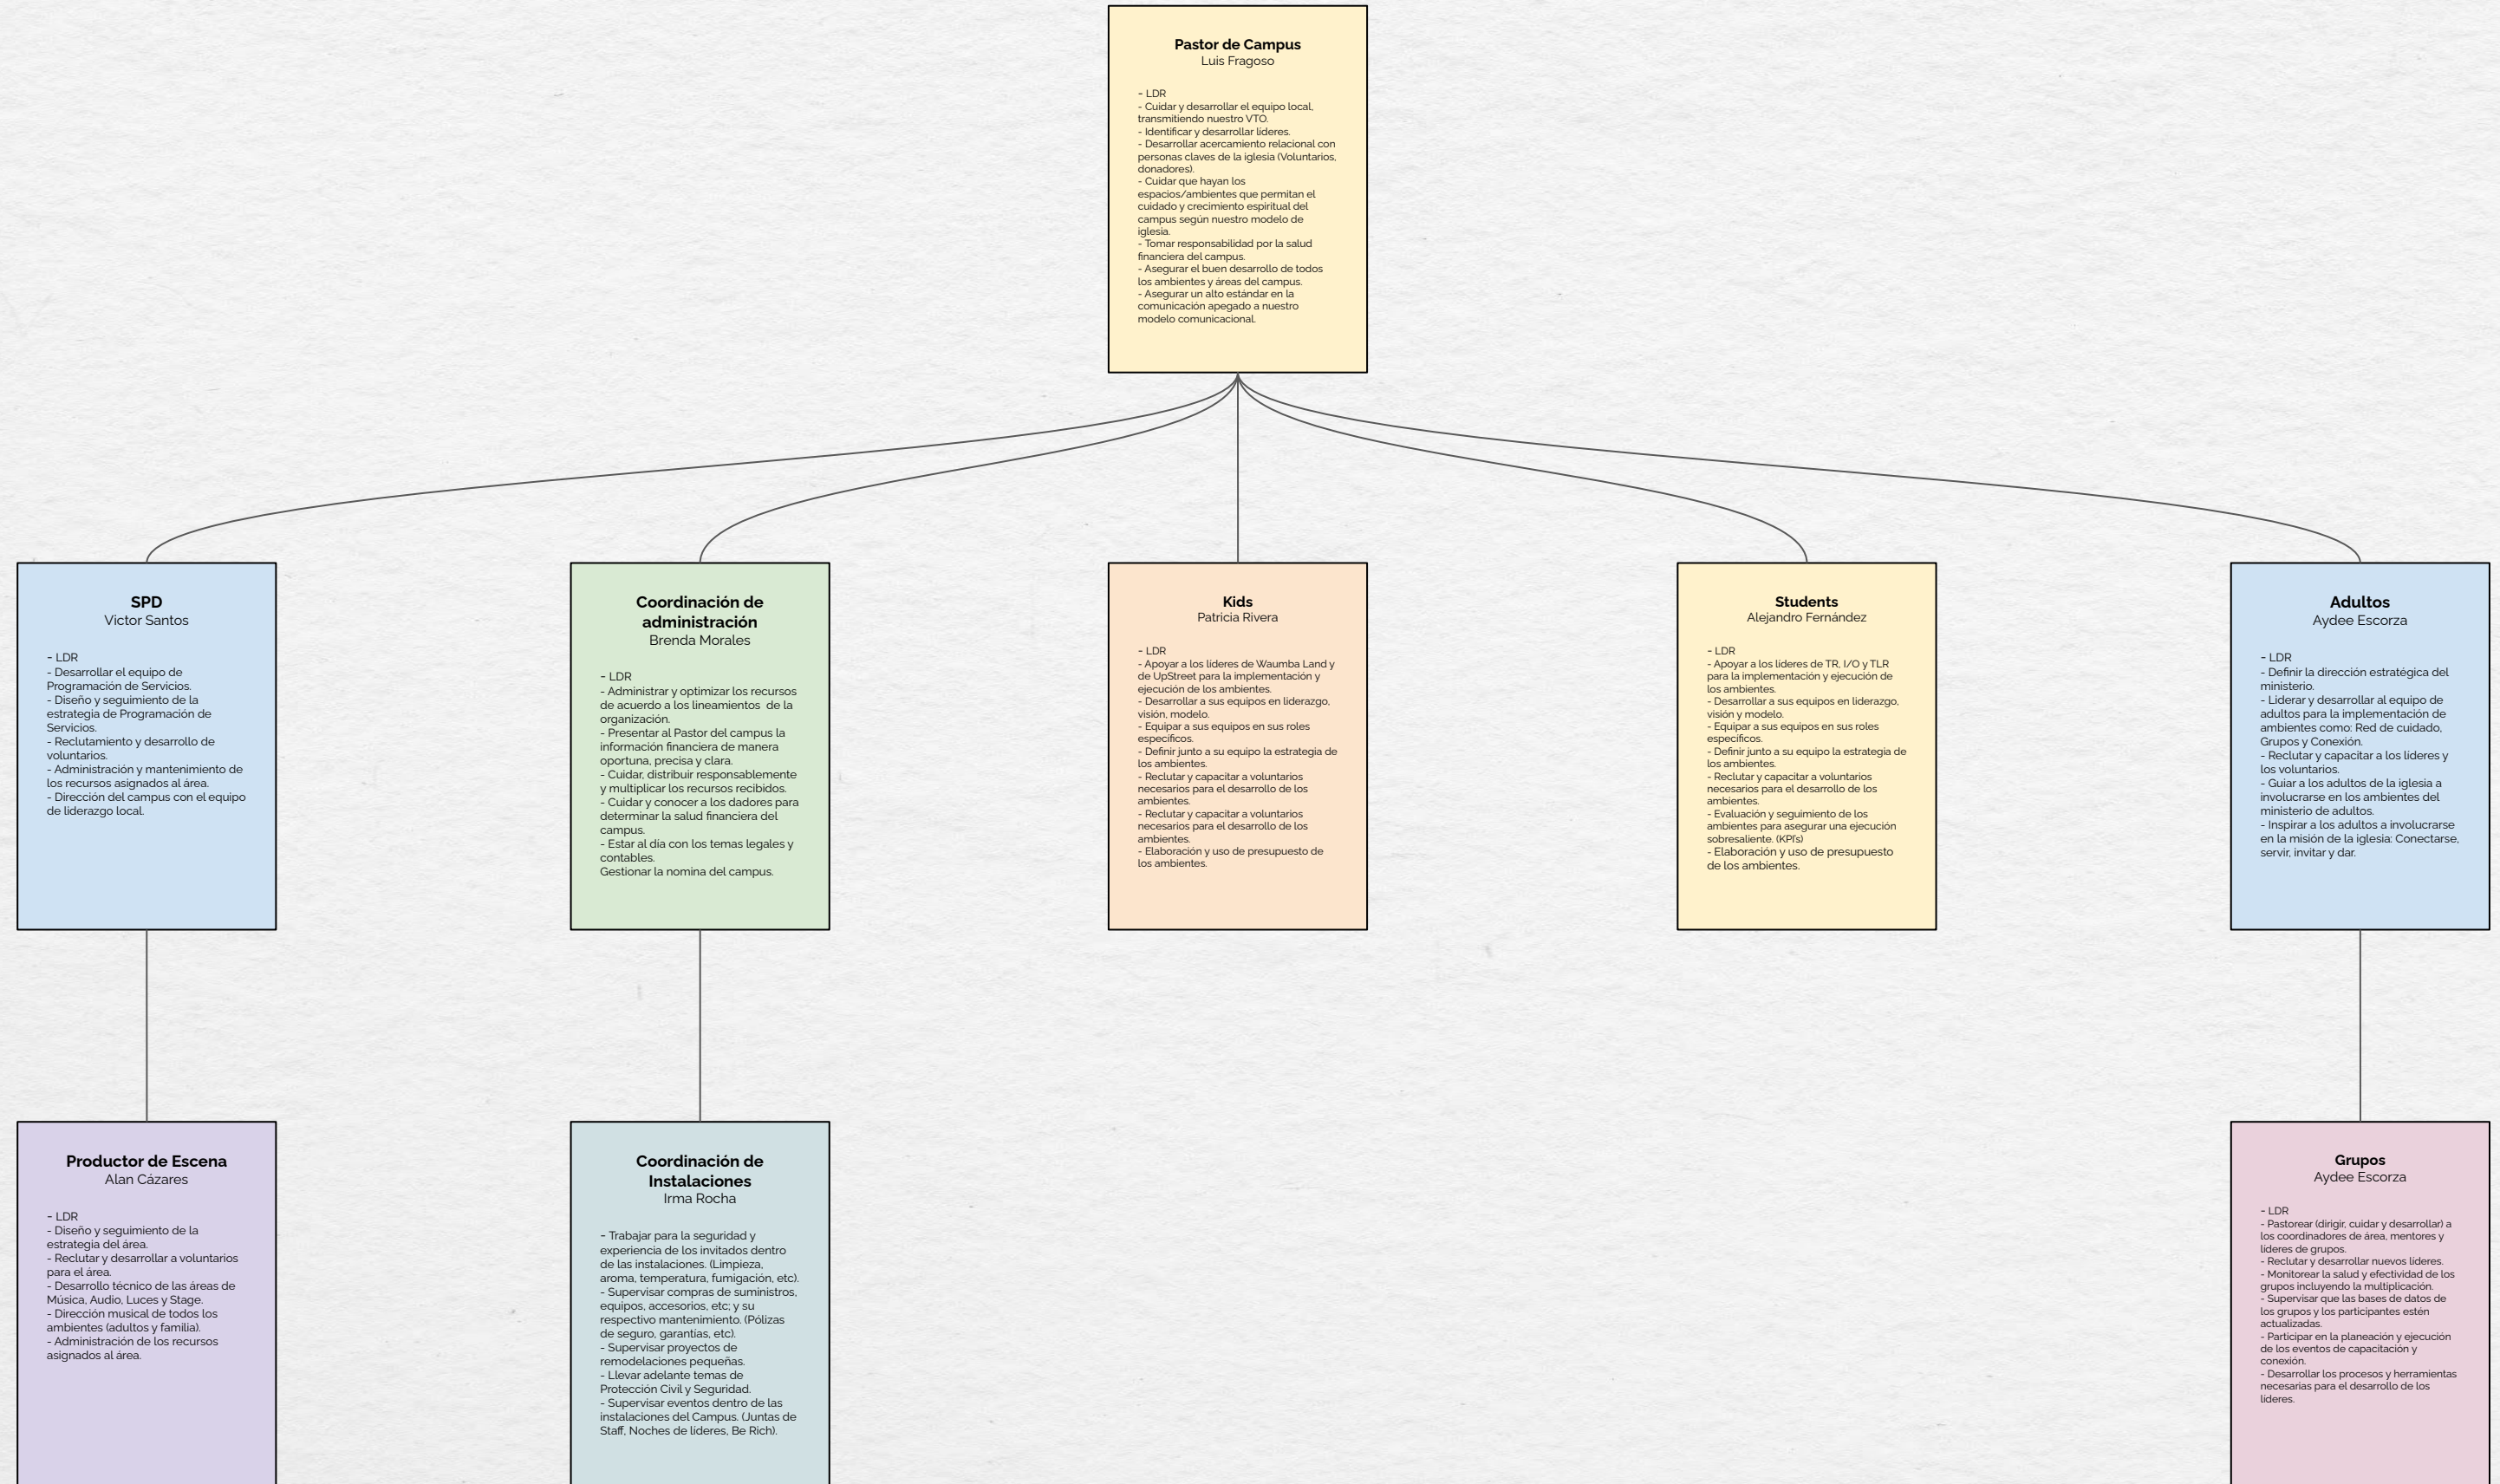 Pastor de Campus
Luis Fragoso
- LDR
- Cuidar y desarrollar el equipo local,
transmitiendo nuestro VTO.
- Identificar y desarrollar líderes.
- Desarrollar acercamiento relacional con
personas claves de la iglesia (Voluntarios,
donadores).
- Cuidar que hayan los
espacios/ambientes que permitan el
cuidado y crecimiento espiritual del
campus según nuestro modelo de
iglesia.
- Tomar responsabilidad por la salud
financiera del campus.
- Asegurar el buen desarrollo de todos
los ambientes y áreas del campus.
- Asegurar un alto estándar en la
comunicación apegado a nuestro
modelo comunicacional.
SPD
Victor Santos
- LDR
- Desarrollar el equipo de
Programación de Servicios.
- Diseño y seguimiento de la
estrategia de Programación de
Servicios.
- Reclutamiento y desarrollo de
voluntarios.
- Administración y mantenimiento de
los recursos asignados al área.
- Dirección del campus con el equipo
de liderazgo local.
Coordinación de
administración
Brenda Morales
- LDR
- Administrar y optimizar los recursos
de acuerdo a los lineamientos  de la
organización.
- Presentar al Pastor del campus la
información financiera de manera
oportuna, precisa y clara.
- Cuidar, distribuir responsablemente
y multiplicar los recursos recibidos.
- Cuidar y conocer a los dadores para
determinar la salud financiera del
campus.
- Estar al día con los temas legales y
contables.
Gestionar la nomina del campus.
Kids
Patricia Rivera
- LDR
- Apoyar a los líderes de Waumba Land y
de UpStreet para la implementación y
ejecución de los ambientes.
- Desarrollar a sus equipos en liderazgo,
visión, modelo.
- Equipar a sus equipos en sus roles
específicos.
- Definir junto a su equipo la estrategia de
los ambientes.
- Reclutar y capacitar a voluntarios
necesarios para el desarrollo de los
ambientes.
- Reclutar y capacitar a voluntarios
necesarios para el desarrollo de los
ambientes.
- Elaboración y uso de presupuesto de
los ambientes.
Students
Alejandro Fernández
- LDR
- Apoyar a los líderes de TR, I/O y TLR
para la implementación y ejecución de
los ambientes.
- Desarrollar a sus equipos en liderazgo,
visión y modelo.
- Equipar a sus equipos en sus roles
específicos.
- Definir junto a su equipo la estrategia de
los ambientes.
- Reclutar y capacitar a voluntarios
necesarios para el desarrollo de los
ambientes.
- Evaluación y seguimiento de los
ambientes para asegurar una ejecución
sobresaliente. (KPI's)
- Elaboración y uso de presupuesto
de los ambientes.
Adultos
Aydee Escorza
- LDR
- Definir la dirección estratégica del
ministerio.
- Liderar y desarrollar al equipo de
adultos para la implementación de
ambientes como: Red de cuidado,
Grupos y Conexión.
- Reclutar y capacitar a los líderes y
los voluntarios.
- Guiar a los adultos de la iglesia a
involucrarse en los ambientes del
ministerio de adultos.
- Inspirar a los adultos a involucrarse
en la misión de la iglesia: Conectarse,
servir, invitar y dar.
Productor de Escena
Alan Cázares
- LDR
- Diseño y seguimiento de la
estrategia del área.
- Reclutar y desarrollar a voluntarios
para el área.
- Desarrollo técnico de las áreas de
Música, Audio, Luces y Stage.
- Dirección musical de todos los
ambientes (adultos y familia).
- Administración de los recursos
asignados al área.
Coordinación de
Instalaciones
Irma Rocha
- Trabajar para la seguridad y
experiencia de los invitados dentro
de las instalaciones. (Limpieza,
aroma, temperatura, fumigación, etc).
- Supervisar compras de suministros,
equipos, accesorios, etc; y su
respectivo mantenimiento. (Pólizas
de seguro, garantías, etc).
- Supervisar proyectos de
remodelaciones pequeñas.
- Llevar adelante temas de
Protección Civil y Seguridad.
- Supervisar eventos dentro de las
instalaciones del Campus. (Juntas de
Staff, Noches de líderes, Be Rich).
Grupos
Aydee Escorza
- LDR
- Pastorear (dirigir, cuidar y desarrollar) a
los coordinadores de área, mentores y
líderes de grupos.
- Reclutar y desarrollar nuevos líderes.
- Monitorear la salud y efectividad de los
grupos incluyendo la multiplicación.
- Supervisar que las bases de datos de
los grupos y los participantes estén
actualizadas.
- Participar en la planeación y ejecución
de los eventos de capacitación y
conexión.
- Desarrollar los procesos y herramientas
necesarias para el desarrollo de los
líderes.